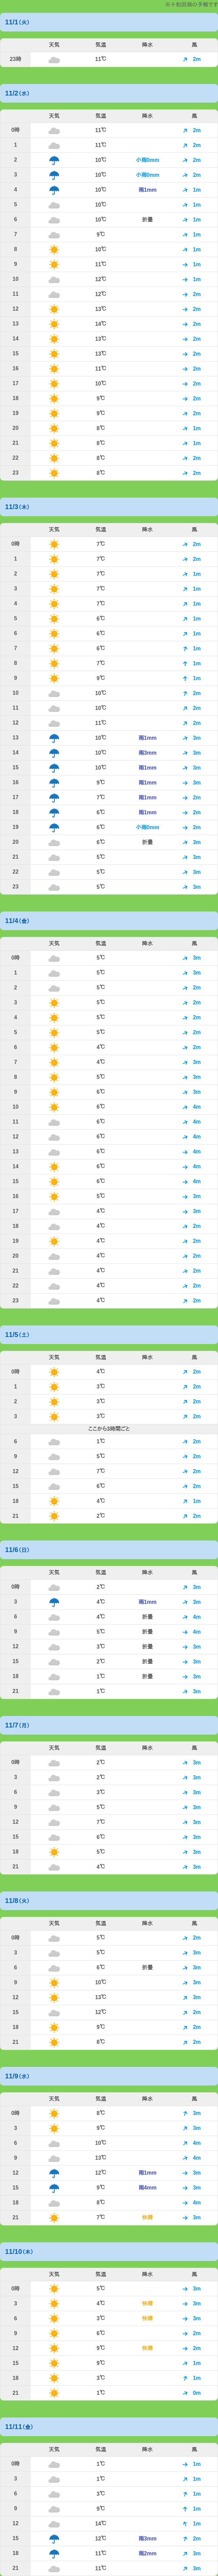 ※卡動距離の予報です
11/1(火)
天気 気温 降水 風
23時 11℃ 2m
11/2(水)
天気 気温 降水 風
0時 11℃ 2m
1 11℃ 2m
2 10℃ 小雨0mm 2m
3 10℃ 小雨0mm 2m
4 10℃ 雨1mm 1m
5 10℃ 1m
6 10℃ 折畳 1m
7 9℃ 1m
8 10℃ 1m
9 11℃ 1m
10 12℃ 1m
11 12℃ 2m
12 13℃ 2m
13 14℃ 2m
14 13℃ 2m
15 13℃ 2m
16 11℃ 2m
17 10℃ 2m
18 9℃ 2m
19 9℃ 2m
20 8℃ 1m
21 8℃ 1m
22 8℃ 2m
23 8℃ 2m
11/3(木)
天気 気温 降水 風
0時 7℃ 2m
1 7℃ 2m
2 7℃ 1m
3 7℃ 1m
4 7℃ 1m
5 6℃ 1m
6 6℃ 1m
7 6℃ 1m
8 7℃ 1m
9 9℃ 1m
10 10℃ 2m
11 10℃ 2m
12 11℃ 2m
13 10℃ 雨1mm 3m
14 10℃ 雨3mm 3m
15 10℃ 雨1mm 3m
16 9℃ 雨1mm 3m
17 7℃ 雨1mm 2m
18 6℃ 雨1mm 2m
19 6℃ 小雨0mm 2m
20 6℃ 折畳 3m
21 5℃ 3m
22 5℃ 3m
23 5℃ 3m
11/4(金)
天気 気温 降水 風
0時 5℃ 3m
1 5℃ 3m
2 5℃ 2m
3 5℃ 2m
4 5℃ 2m
5 5℃ 2m
6 4℃ 2m
7 4℃ 3m
8 5℃ 3m
9 6℃ 3m
10 6℃ 4m
11 6℃ 4m
12 6℃ 4m
13 6℃ 4m
14 6℃ 4m
15 6℃ 4m
16 5℃ 3m
17 4℃ 3m
18 4℃ 2m
19 4℃ 2m
20 4℃ 2m
21 4℃ 2m
22 4℃ 2m
23 4℃ 2m
11/5(土)
天気 気温 降水 風
0時 4℃ 2m
1 3℃ 2m
2 3℃ 2m
3 3℃ 2m
ここから3時間ごと
6 1℃ 2m
9 5℃ 2m
12 7℃ 2m
15 6℃ 2m
18 4℃ 1m
21 2℃ 2m
11/6(日)
天気 気温 降水 風
0時 2℃ 3m
3 4℃ 雨1mm 3m
6 4℃ 折畳 4m
9 5℃ 折畳 4m
12 3℃ 折畳 3m
15 2℃ 折畳 3m
18 1℃ 折畳 3m
21 1℃ 3m
11/7(月)
天気 気温 降水 風
0時 2℃ 3m
3 2℃ 3m
6 3℃ 3m
9 5℃ 3m
12 7℃ 3m
15 6℃ 3m
18 5℃ 3m
21 4℃ 3m
11/8(火)
天気 気温 降水 風
0時 5℃ 2m
3 5℃ 3m
6 6℃ 折畳 3m
9 10℃ 3m
12 13℃ 3m
15 12℃ 2m
18 9℃ 2m
21 8℃ 2m
11/9(水)
天気 気温 降水 風
0時 8℃ 3m
3 9℃ 3m
6 10℃ 4m
9 13℃ 4m
12 12℃ 雨1mm 3m
15 9℃ 雨4mm 3m
18 8℃ 4m
21 7℃ 快晴 3m
11/10(木)
天気 気温 降水 風
0時 5℃ 3m
3 4℃ 快晴 3m
6 3℃ 快晴 3m
9 6℃ 2m
12 9℃ 快晴 2m
15 9℃ 1m
18 3℃ 1m
21 1℃ 0m
11/11(金)
天気 気温 降水 風
0時 1℃ 1m
3 1℃ 1m
6 3℃ 1m
9 9℃ 1m
12 14℃ 1m
15 12℃ 雨3mm 2m
18 11℃ 雨2mm 3m
21 11℃ 3m